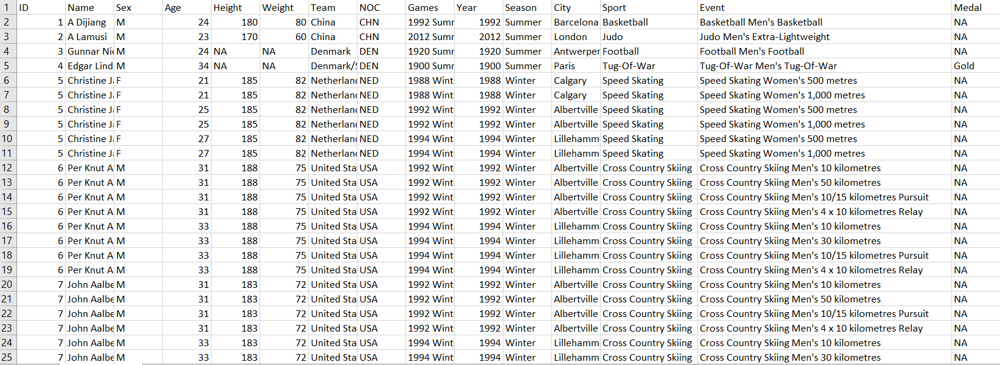 1 ID Name Sex Age Height Weight Team NOC Games Year Season City Sport Event Medal
2 1 A Dijiang M 24 180 80 China CHN 1992 Sumr 1992 Summer Barcelona Basketball Basketball Men's Basketball NA
3 2 A Lamusi M 23 170 60 China CHN 2012 Sumr 2012 Summer London Judo Judo Men's Extra-Lightweight NA
4 3 Gunnar Nie M 24 NA NA Denmark DEN 1920 Sumr 1920 Summer Antwerpen Football Football Men's Football NA
5 4 Edgar Lind M 34 NA NA Denmark/S DEN 1900 Sumr 1900 Summer Paris Tug-Of-War Tug-Of-War Men's Tug-Of-War Gold
6 5 Christine Ja F 21 185 82 Netherland NED 1988 Wint 1988 Winter Calgary Speed Skating Speed Skating Women's 500 metres NA
7 5 Christine Ja F 21 185 82 Netherland NED 1988 Wint 1988 Winter Calgary Speed Skating Speed Skating Women's 1,000 metres NA
8 5 Christine Ja F 25 185 82 Netherland NED 1992 Wint 1992 Winter Albertville Speed Skating Speed Skating Women's 500 metres NA
9 5 Christine Ja F 25 185 82 Netherland NED 1992 Wint 1992 Winter Albertville Speed Skating Speed Skating Women's 1,000 metres NA
10 5 Christine Ja F 27 185 82 Netherland NED 1994 Wint 1994 Winter Lillehamm Speed Skating Speed Skating Women's 500 metres NA
11 5 Christine Ja F 27 185 82 Netherland NED 1994 Wint 1994 Winter Lillehamm Speed Skating Speed Skating Women's 1,000 metres NA
12 6 Per Knut A M 31 188 75 United Sta USA 1992 Wint 1992 Winter Albertville Cross Country Skiing Cross Country Skiing Men's 10 kilometres NA
13 6 Per Knut A M 31 188 75 United Sta USA 1992 Wint 1992 Winter Albertville Cross Country Skiing Cross Country Skiing Men's 50 kilometres NA
14 6 Per Knut A M 31 188 75 United Sta USA 1992 Wint 1992 Winter Albertville Cross Country Skiing Cross Country Skiing Men's 10/15 kilometres Pursuit NA
15 6 Per Knut A M 31 188 75 United Sta USA 1992 Wint 1992 Winter Albertville Cross Country Skiing Cross Country Skiing Men's 4 x 10 kilometres Relay NA
16 6 Per Knut A M 33 188 75 United Sta USA 1994 Wint 1994 Winter Lillehamm Cross Country Skiing Cross Country Skiing Men's 10 kilometres NA
17 6 Per Knut A M 33 188 75 United Sta USA 1994 Wint 1994 Winter Lillehamm Cross Country Skiing Cross Country Skiing Men's 30 kilometres NA
18 6 Per Knut A M 33 188 75 United Sta USA 1994 Wint 1994 Winter Lillehamm Cross Country Skiing Cross Country Skiing Men's 10/15 kilometres Pursuit NA
19 6 Per Knut A M 33 188 75 United Sta USA 1994 Wint 1994 Winter Lillehamm Cross Country Skiing Cross Country Skiing Men's 4 x 10 kilometres Relay NA
20 7 John Aalbe M 31 183 72 United Sta USA 1992 Wint 1992 Winter Albertville Cross Country Skiing Cross Country Skiing Men's 10 kilometres NA
21 7 John Aalbe M 31 183 72 United Sta USA 1992 Wint 1992 Winter Albertville Cross Country Skiing Cross Country Skiing Men's 50 kilometres NA
22 7 John Aalbe M 31 183 72 United Sta USA 1992 Wint 1992 Winter Albertville Cross Country Skiing Cross Country Skiing Men's 10/15 kilometres Pursuit NA
23 7 John Aalbe M 31 183 72 United Sta USA 1992 Wint 1992 Winter Albertville Cross Country Skiing Cross Country Skiing Men's 4 x 10 kilometres Relay NA
24 7 John Aalbe M 33 183 72 United Sta USA 1994 Wint 1994 Winter Lillehamm Cross Country Skiing Cross Country Skiing Men's 10 kilometres NA
25 7 John Aalbe M 33 183 72 United Sta USA 1994 Wint 1994 Winter Lillehamm Cross Country Skiing Cross Country Skiing Men's 30 kilometres NA